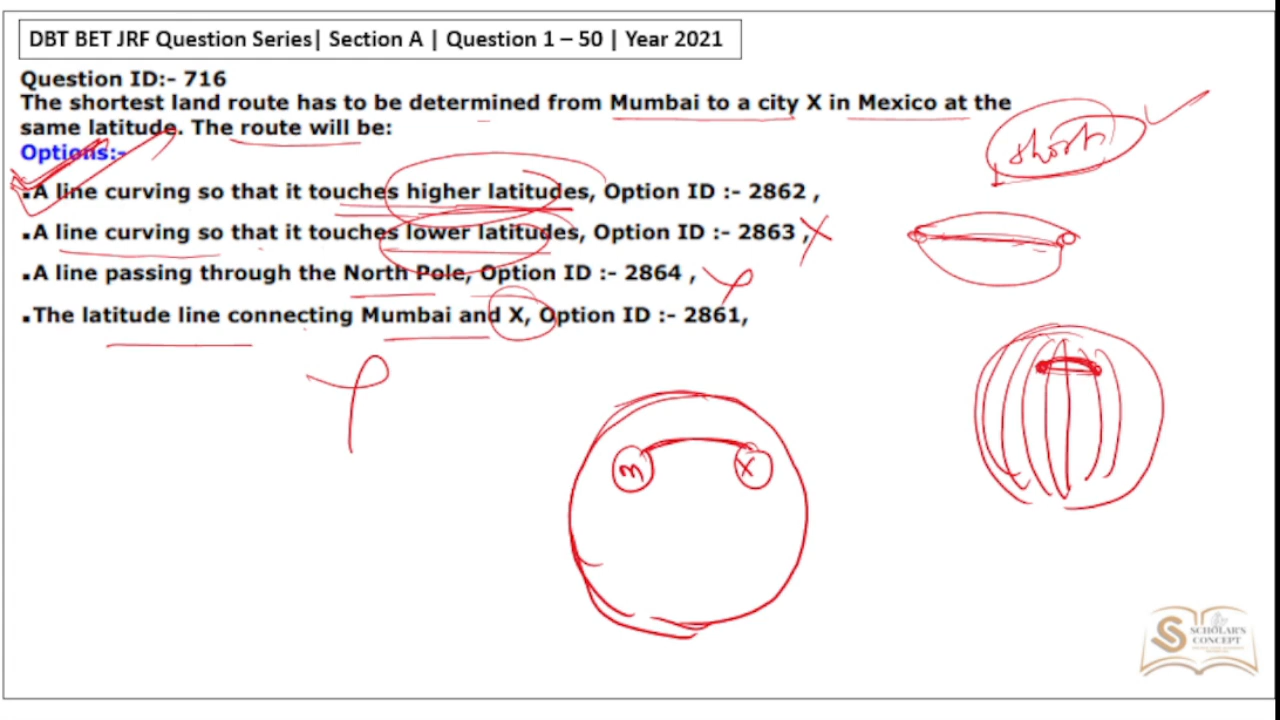 DBT BET JRF Question Series| Section A | Question 1 – 50 | Year 2021
Question ID:- 716
The shortest land route has to be determined from Mumbai to a city X in Mexico at the
same latitude. The route will be:
Options:-
.A line curving so that it touches higher latitudes, Option ID :- 2862 ,
.A line curving so that it touches lower latitudes, Option ID :- 2863 ,
.A line passing through the North Pole, Option ID :- 2864 ,
.The latitude line connecting Mumbai and X, Option ID :- 2861,
short
m X
SCHOLAR'S
CONCEPT